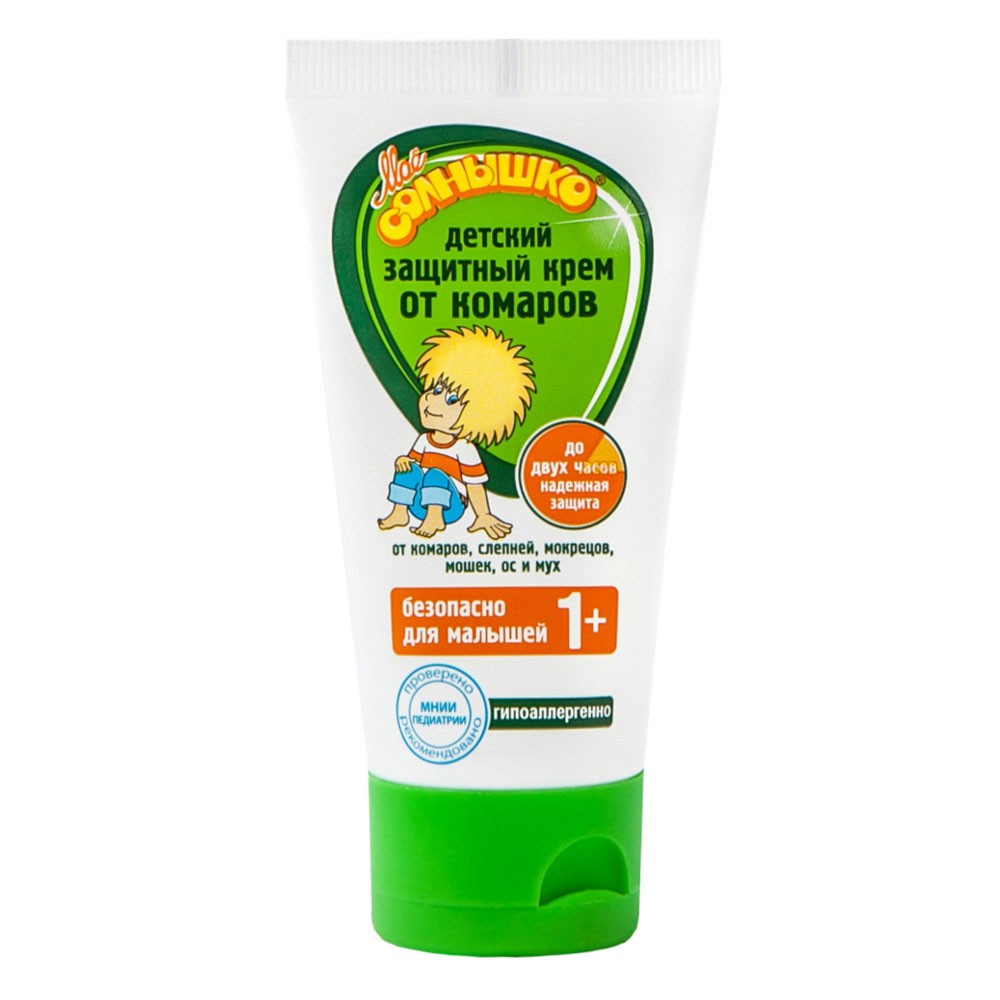 Моё
СОЛНЫШКО®
детский
защитный крем
от комаров
до
двух часов
надежная
защита
от комаров, слепней, мокрецов,
мошек, ос и мух
безопасно
для малышей 1+
проверено
МНИИ
ПЕДИАТРИИ
рекомендовано
гипоаллергенно